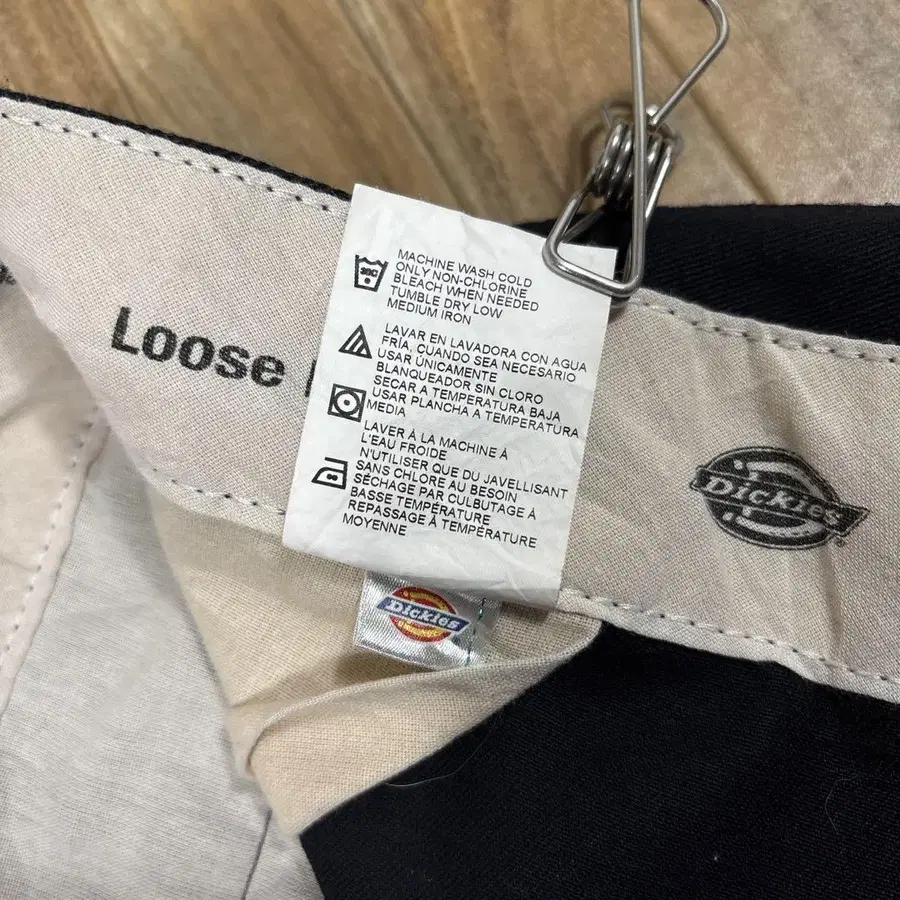 MACHINE WASH COLD
ONLY NON-CHLORINE
BLEACH WHEN NEEDED
TUMBLE DRY LOW
MEDIUM IRON
LAVAR EN LAVADORA CON AGUA
FRÍA, CUANDO SEA NECESARIO
USAR ÚNICAMENTE
BLANQUEADOR SIN CLORO
SECAR A TEMPERATURA BAJA
USAR PLANCHA A TEMPERATURA
MEDIA
LAVER À LA MACHINE À
L'EAU FROIDE
N'UTILISER QUE DU JAVELLISANT
SANS CHLORE AU BESOIN
SÉCHAGE PAR CULBUTAGE À
BASSE TEMPÉRATURE
REPASSAGE À TEMPÉRATURE
MOYENNE
30C
Loose
Dickies
Dickies